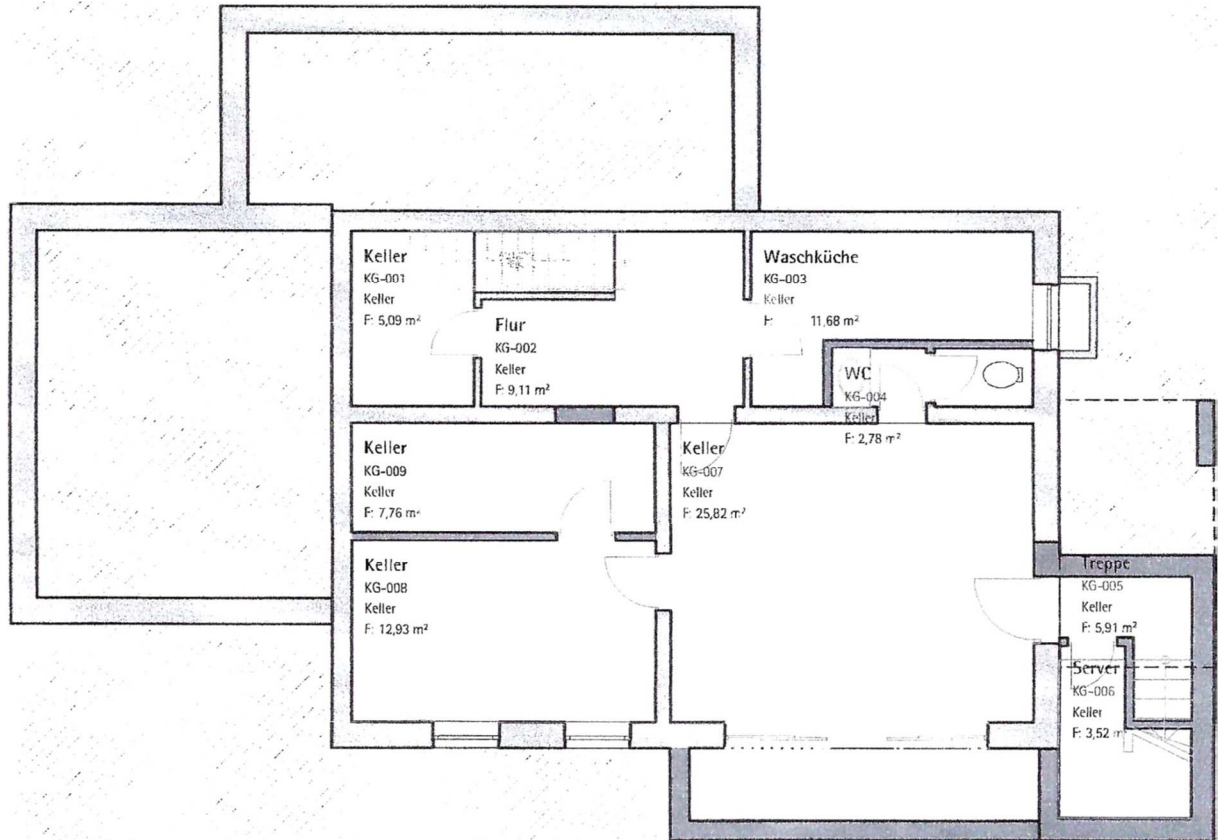 Keller
KG-001
Keller
F: 5,09 m²
Flur
KG-002
Keller
F: 9,11 m²
Waschküche
KG-003
Keller
F: 11,68 m²
WC
KG-004
Keller
F: 2,78 m²
Keller
KG-009
Keller
F: 7,76 m²
Keller
KG-007
Keller
F: 25,82 m²
Keller
KG-008
Keller
F: 12,93 m²
Treppe
KG-005
Keller
F: 5,91 m²
Server
KG-006
Keller
F: 3,52 m